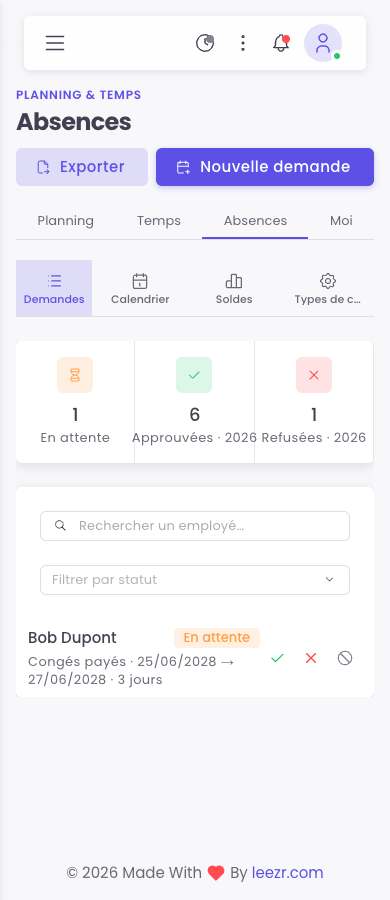 PLANNING & TEMPS
Absences
Exporter
Nouvelle demande
Planning
Temps
Absences
Moi
Demandes
Calendrier
Soldes
Types de c...
1
6
1
En attente
Approuvées · 2026
Refusées · 2026
Rechercher un employé...
Filtrer par statut
Bob Dupont
En attente
Congés payés · 25/06/2028 →
27/06/2028 · 3 jours
© 2026 Made With ❤ By leezr.com